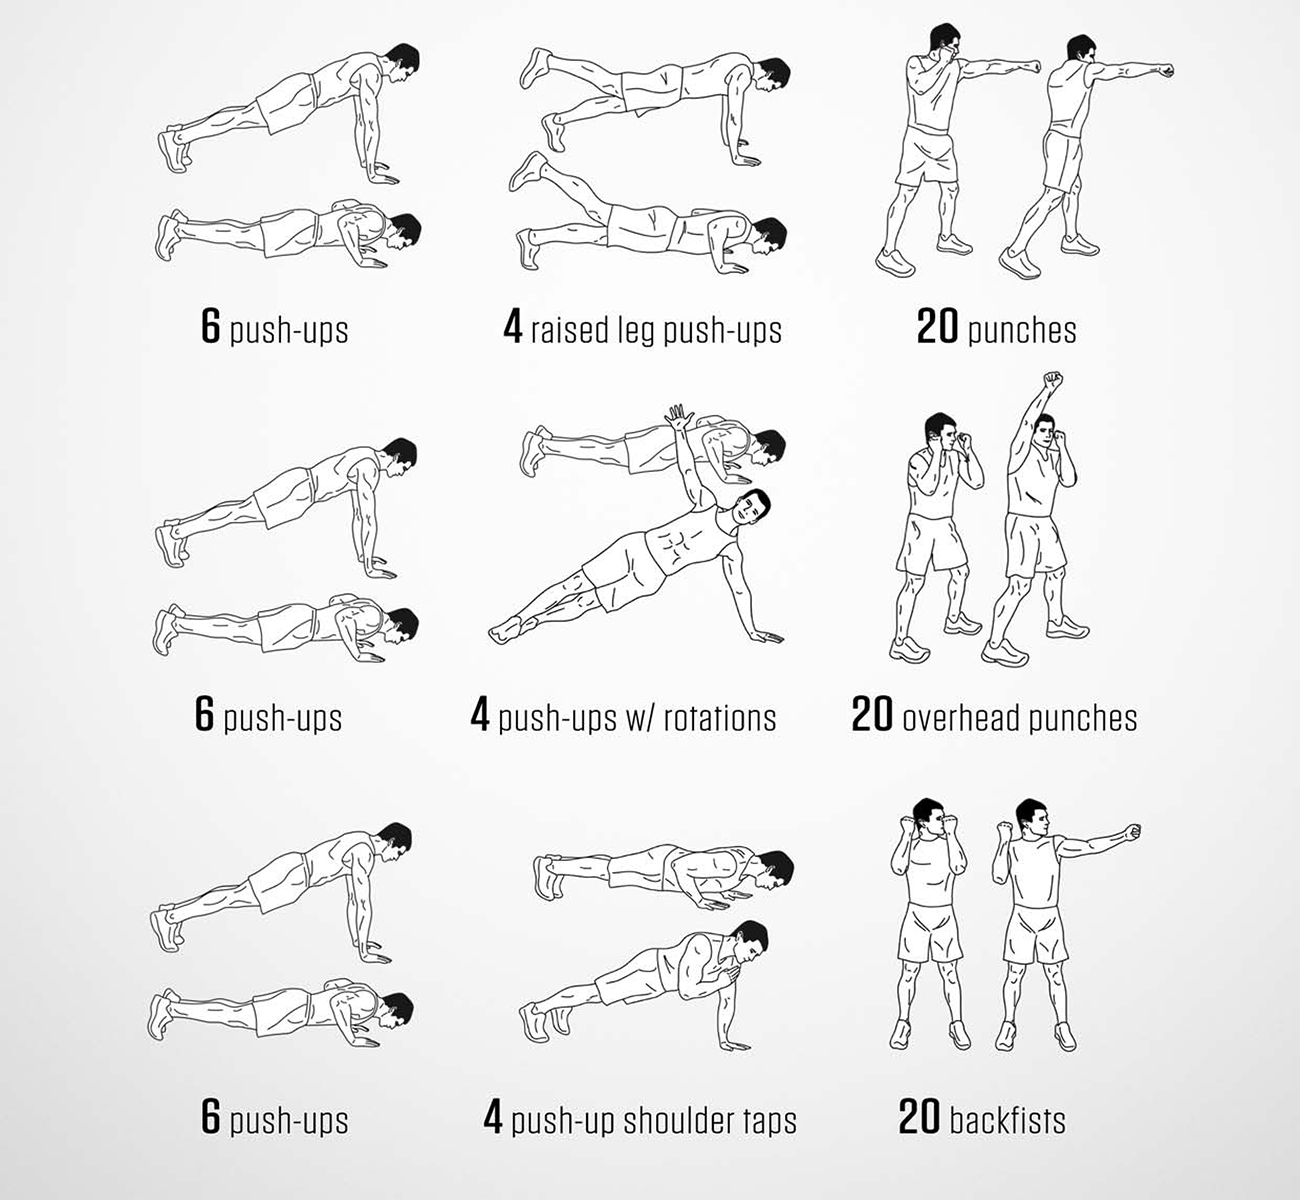 6 push-ups
4 raised leg push-ups
20 punches
6 push-ups
4 push-ups w/ rotations
20 overhead punches
6 push-ups
4 push-up shoulder taps
20 backfists